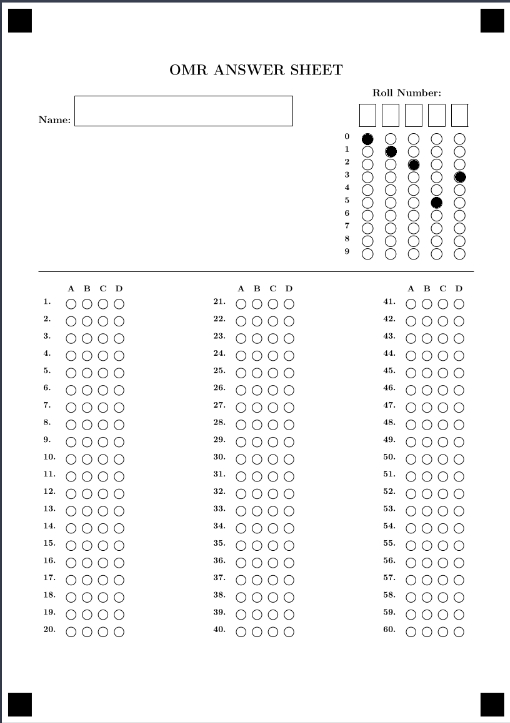 OMR ANSWER SHEET
Roll Number:
Name:
0
1
2
3
4
5
6
7
8
9
A B C D A B C D A B C D
1. 21. 41.
2. 22. 42.
3. 23. 43.
4. 24. 44.
5. 25. 45.
6. 26. 46.
7. 27. 47.
8. 28. 48.
9. 29. 49.
10. 30. 50.
11. 31. 51.
12. 32. 52.
13. 33. 53.
14. 34. 54.
15. 35. 55.
16. 36. 56.
17. 37. 57.
18. 38. 58.
19. 39. 59.
20. 40. 60.